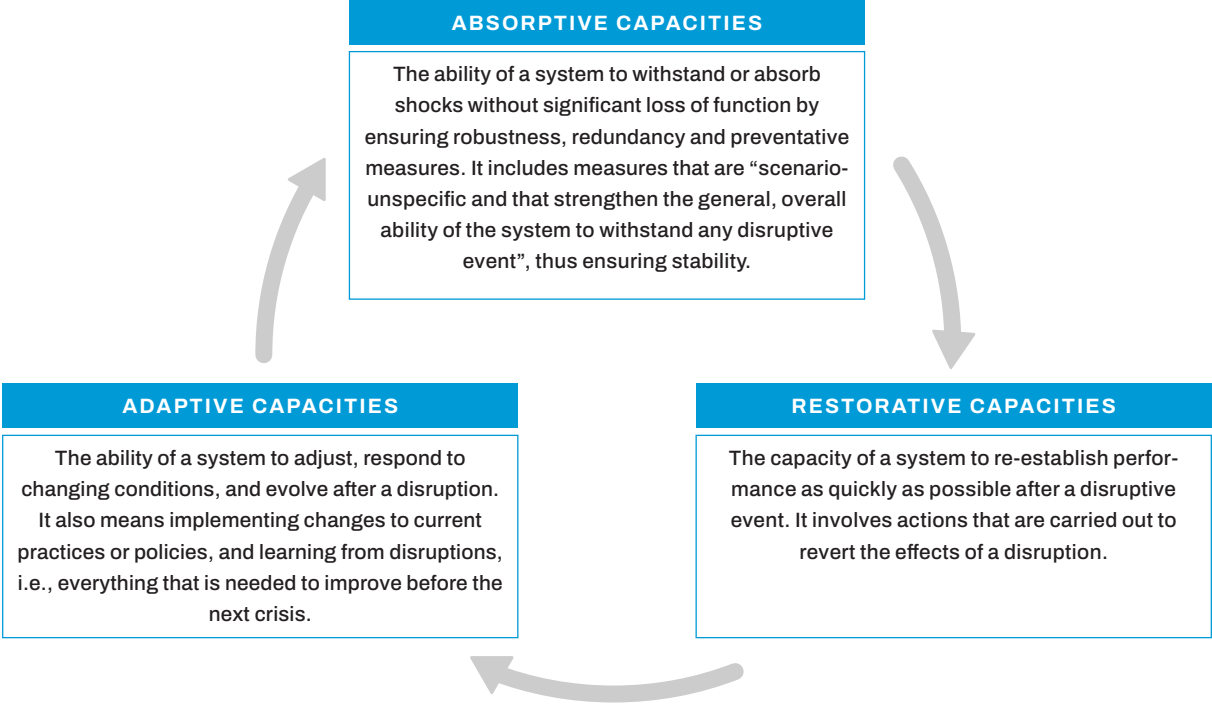 ABSORPTIVE CAPACITIES
The ability of a system to withstand or absorb
shocks without significant loss of function by
ensuring robustness, redundancy and preventative
measures. It includes measures that are “scenario-
unspecific and that strengthen the general, overall
ability of the system to withstand any disruptive
event”, thus ensuring stability.
ADAPTIVE CAPACITIES
The ability of a system to adjust, respond to
changing conditions, and evolve after a disruption.
It also means implementing changes to current
practices or policies, and learning from disruptions,
i.e., everything that is needed to improve before the
next crisis.
RESTORATIVE CAPACITIES
The capacity of a system to re-establish perfor-
mance as quickly as possible after a disruptive
event. It involves actions that are carried out to
revert the effects of a disruption.